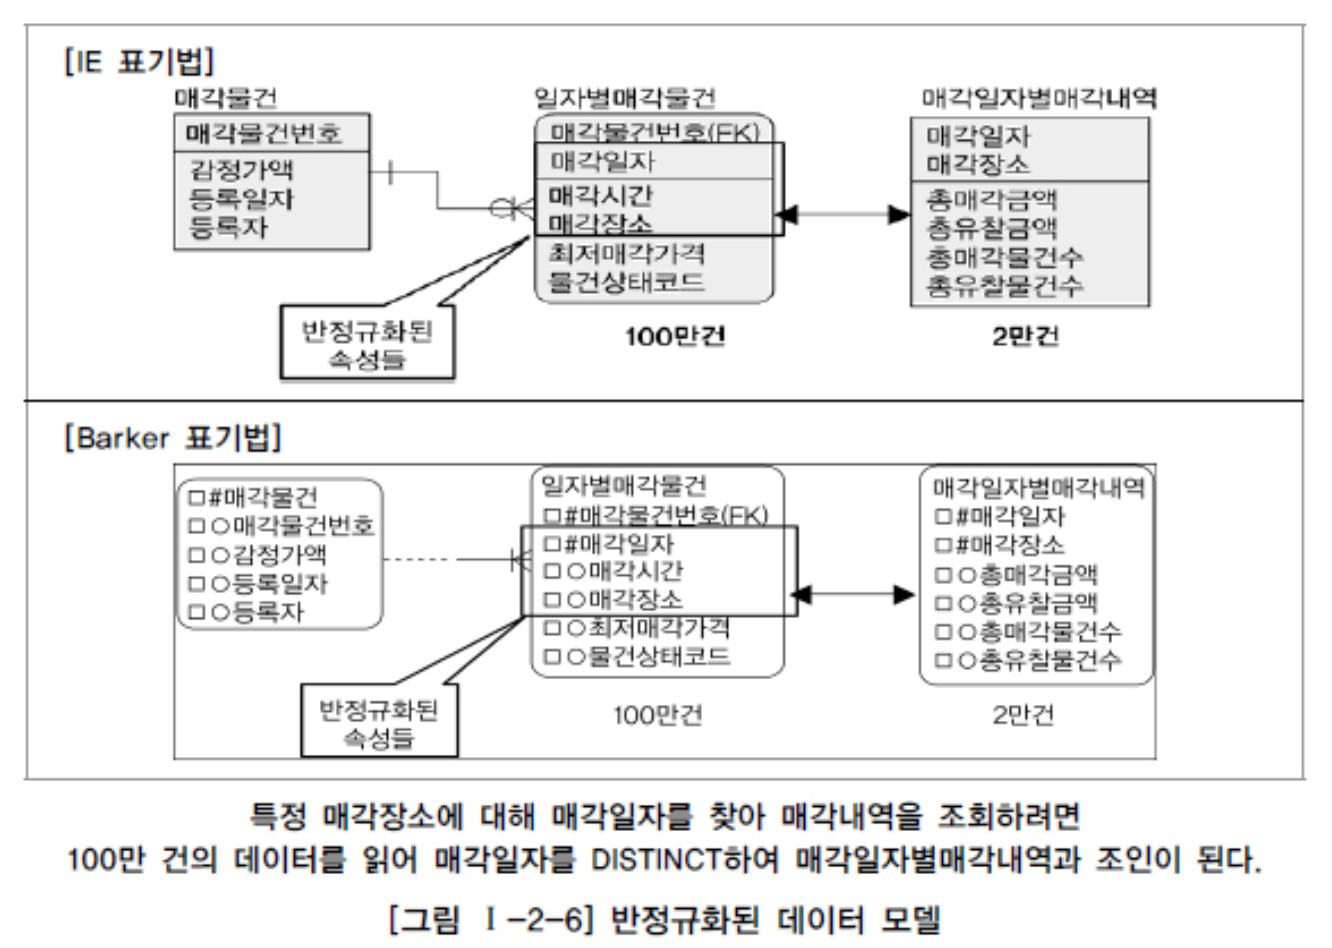 [IE 표기법]
매각물건
매각물건번호
감정가액
등록일자
등록자
일자별매각물건
매각물건번호(FK)
매각일자
매각시간
매각장소
최저매각가격
물건상태코드
100만건
매각일자별매각내역
매각일자
매각장소
총매각금액
총유찰금액
총매각물건수
총유찰물건수
2만건
반정규화된
속성들
[Barker 표기법]
□#매각물건
□○매각물건번호
□○감정가액
□○등록일자
□○등록자
일자별매각물건
□#매각물건번호(FK)
□#매각일자
□○매각시간
□○매각장소
□○최저매각가격
□○물건상태코드
100만건
매각일자별매각내역
□#매각일자
□#매각장소
□○총매각금액
□○총유찰금액
□○총매각물건수
□○총유찰물건수
2만건
반정규화된
속성들
특정 매각장소에 대해 매각일자를 찾아 매각내역을 조회하려면
100만 건의 데이터를 읽어 매각일자를 DISTINCT하여 매각일자별매각내역과 조인이 된다.
[그림 Ⅰ-2-6] 반정규화된 데이터 모델